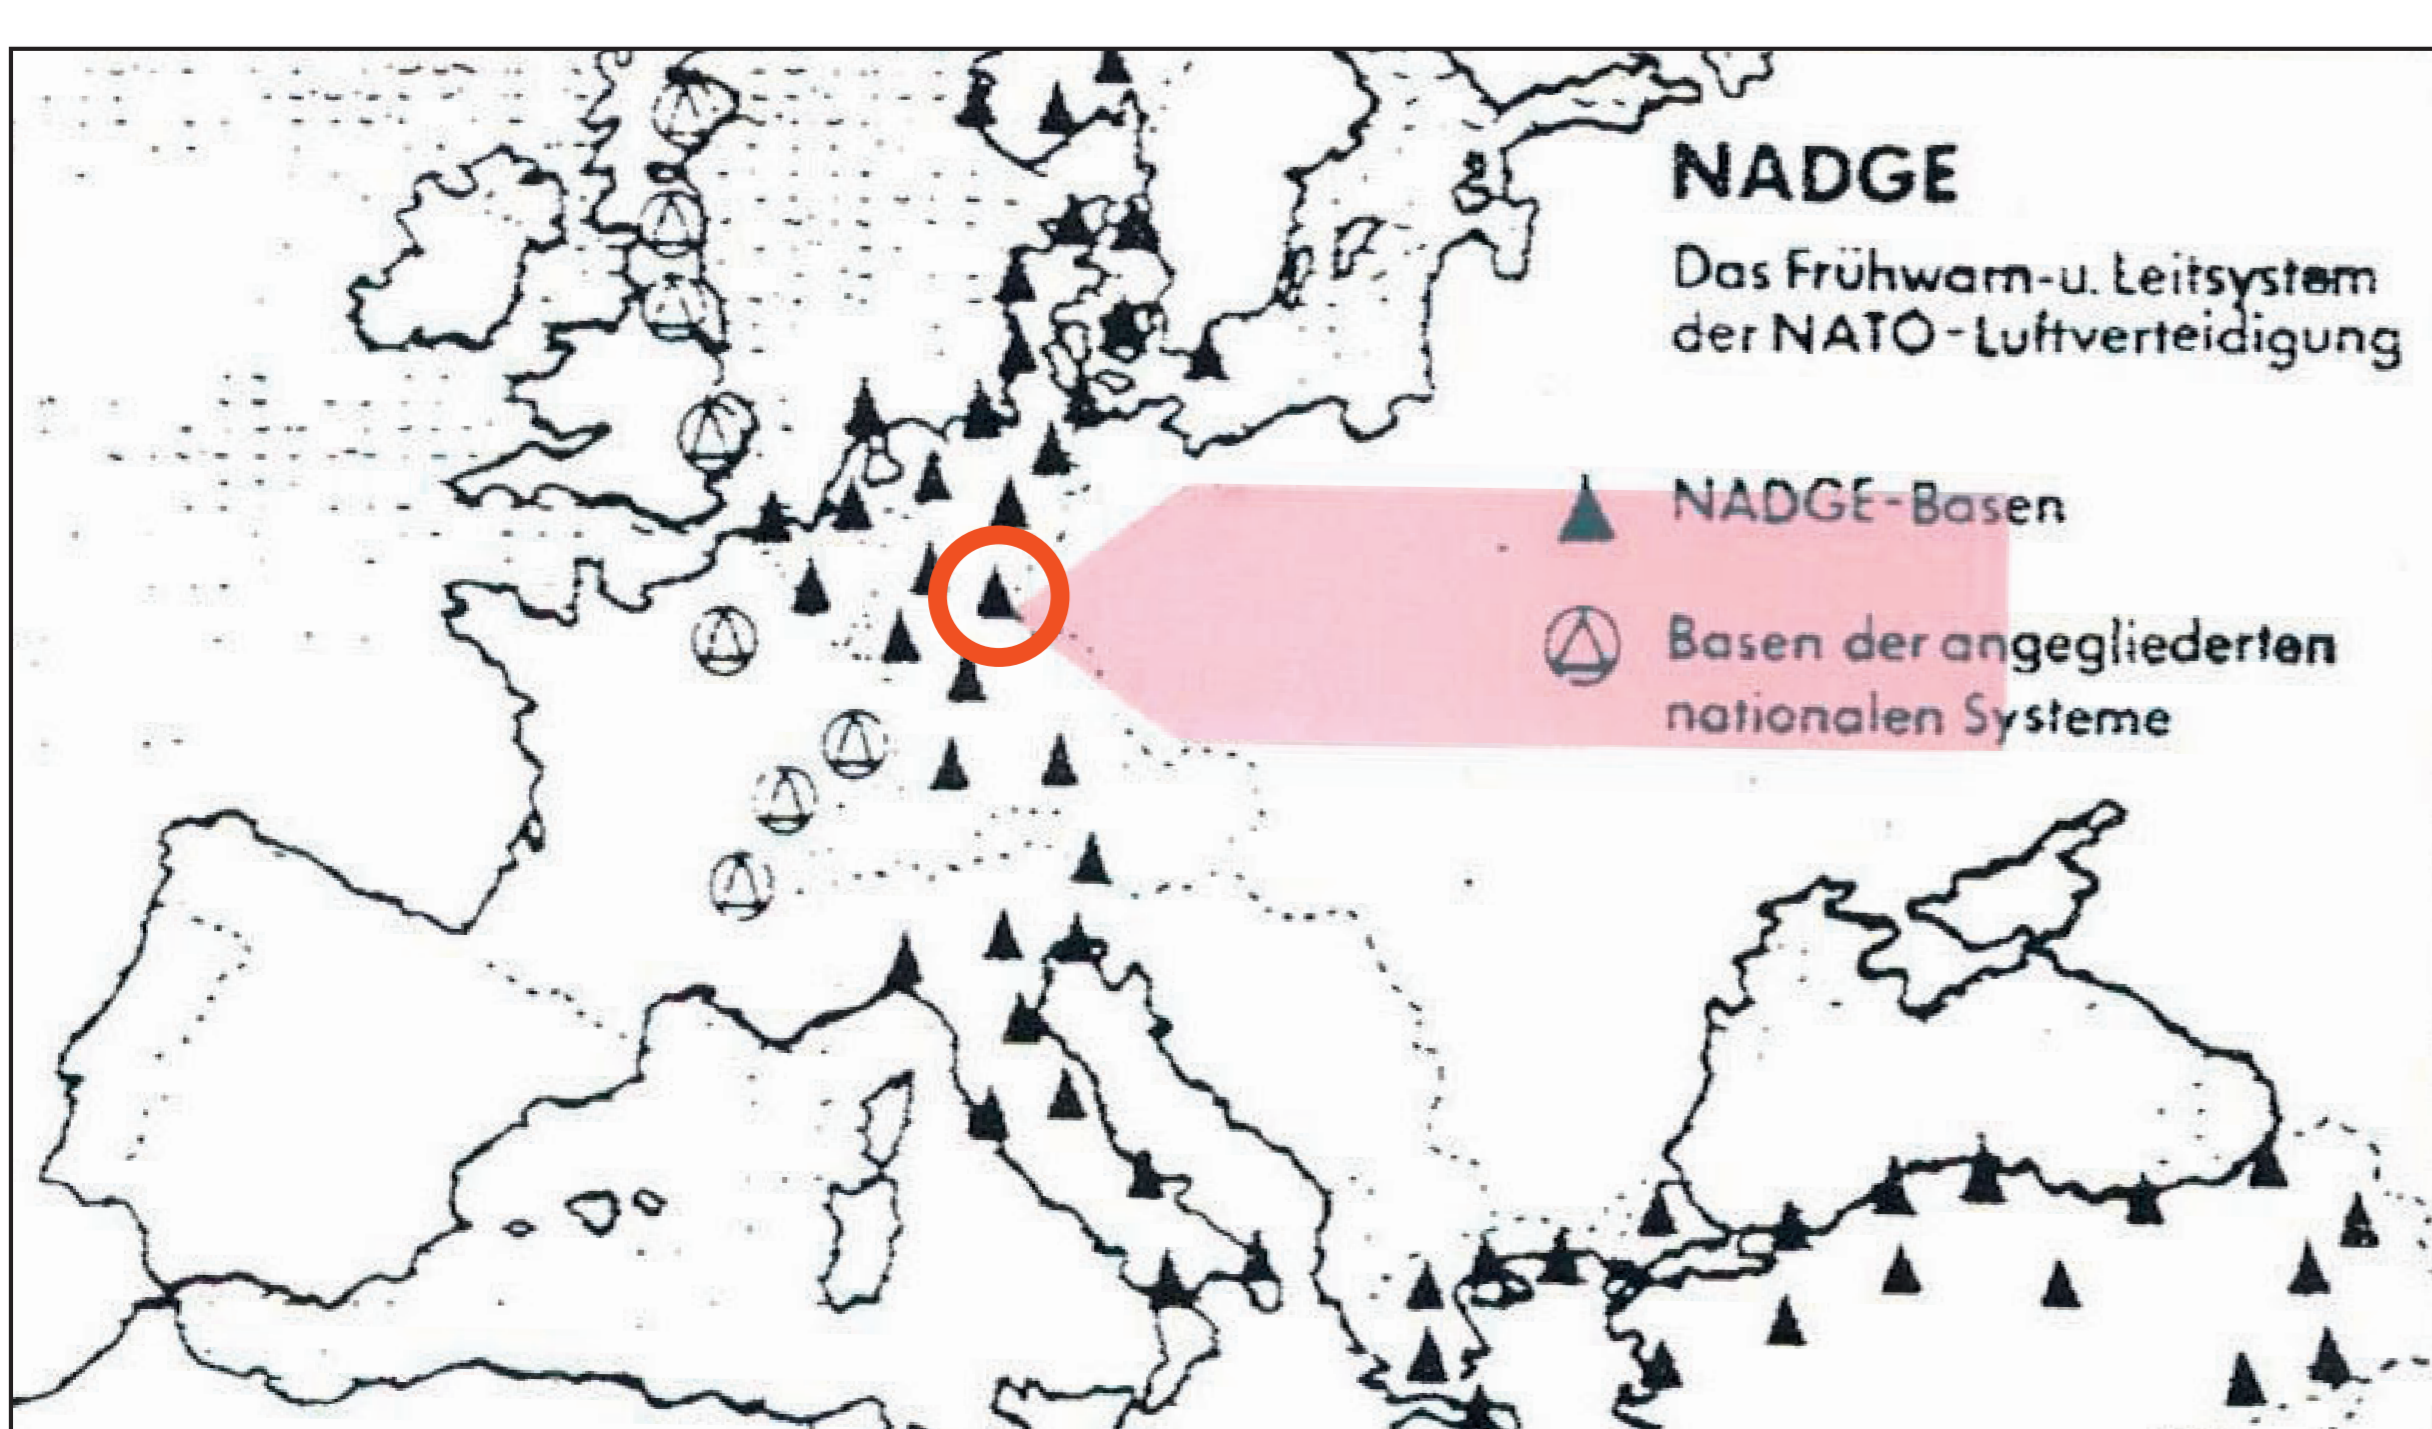 NADGE
Das Frühwarn-u. Leitsystem
der NATO-Luftverteidigung
NADGE-Basen
Basen der angegliederten
nationalen Systeme